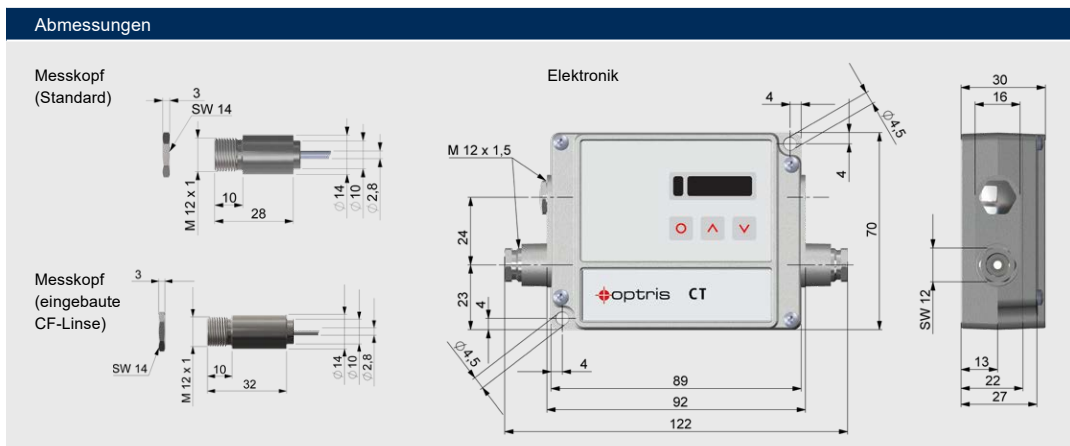 Abmessungen
Messkopf
(Standard)
3
SW 14
M 12 x 1
10
28
∅ 14
∅ 10
∅ 2,8
Messkopf
(eingebaute
CF-Linse)
3
SW 14
M 12 x 1
10
32
∅ 14
∅ 10
∅ 2,8
Elektronik
4
∅ 4,5
4
M 12 x 1,5
24
23
4
∅ 4,5
4
70
optris CT
89
92
122
30
16
SW 12
13
22
27